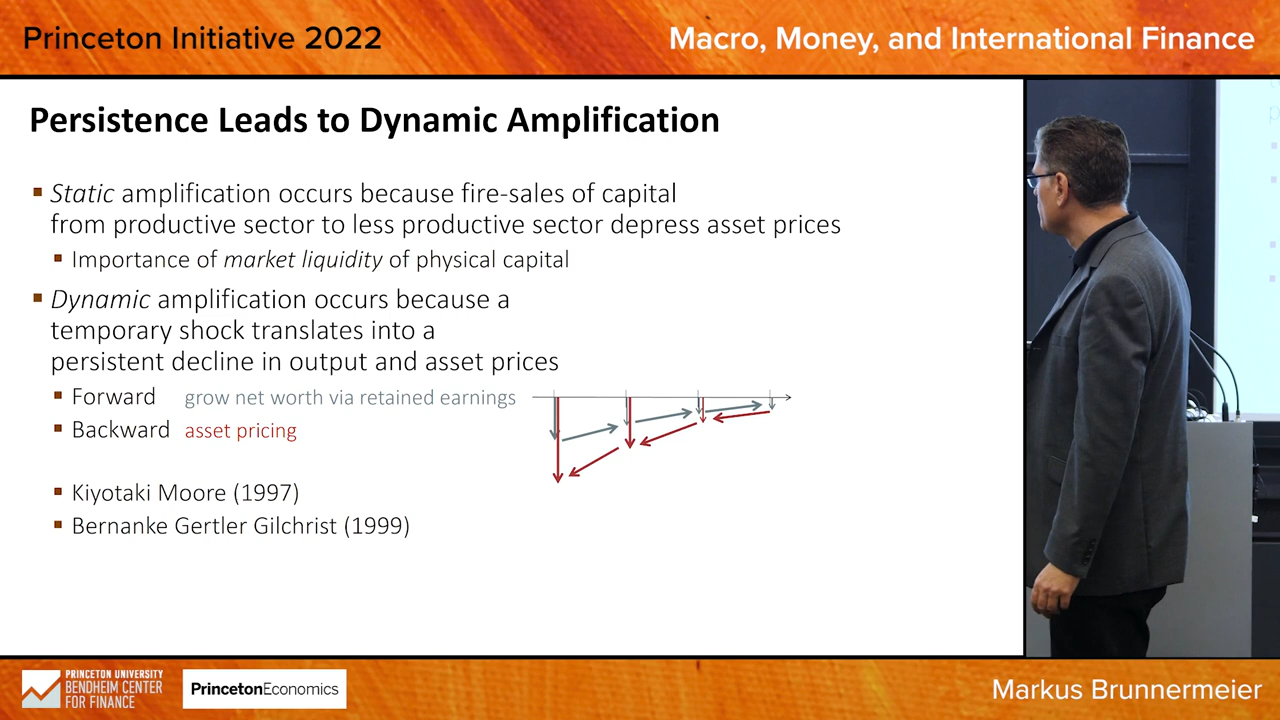 Princeton Initiative 2022
Macro, Money, and International Finance
Persistence Leads to Dynamic Amplification
▪ Static amplification occurs because fire-sales of capital
from productive sector to less productive sector depress asset prices
▪ Importance of market liquidity of physical capital
▪ Dynamic amplification occurs because a
temporary shock translates into a
persistent decline in output and asset prices
▪ Forward grow net worth via retained earnings
▪ Backward asset pricing
▪ Kiyotaki Moore (1997)
▪ Bernanke Gertler Gilchrist (1999)
PRINCETON UNIVERSITY
BENDHEIM CENTER
FOR FINANCE
PrincetonEconomics
Markus Brunnermeier